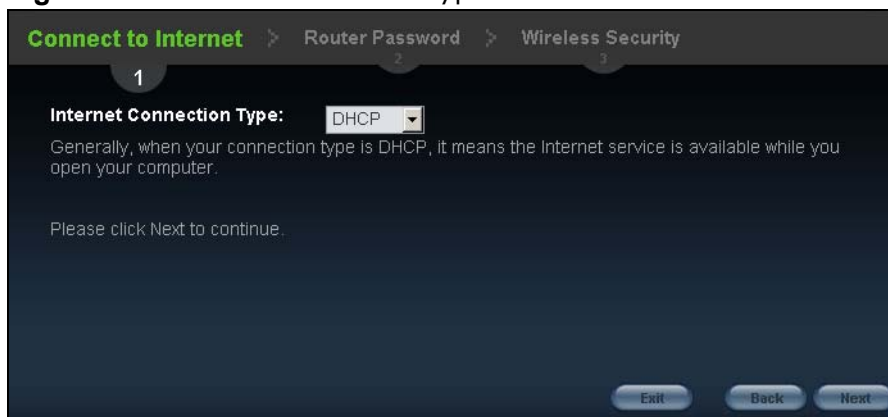 Connect to Internet > Router Password > Wireless Security
1 2 3
Internet Connection Type: DHCP
Generally, when your connection type is DHCP, it means the Internet service is available while you
open your computer.
Please click Next to continue.
Exit Back Next